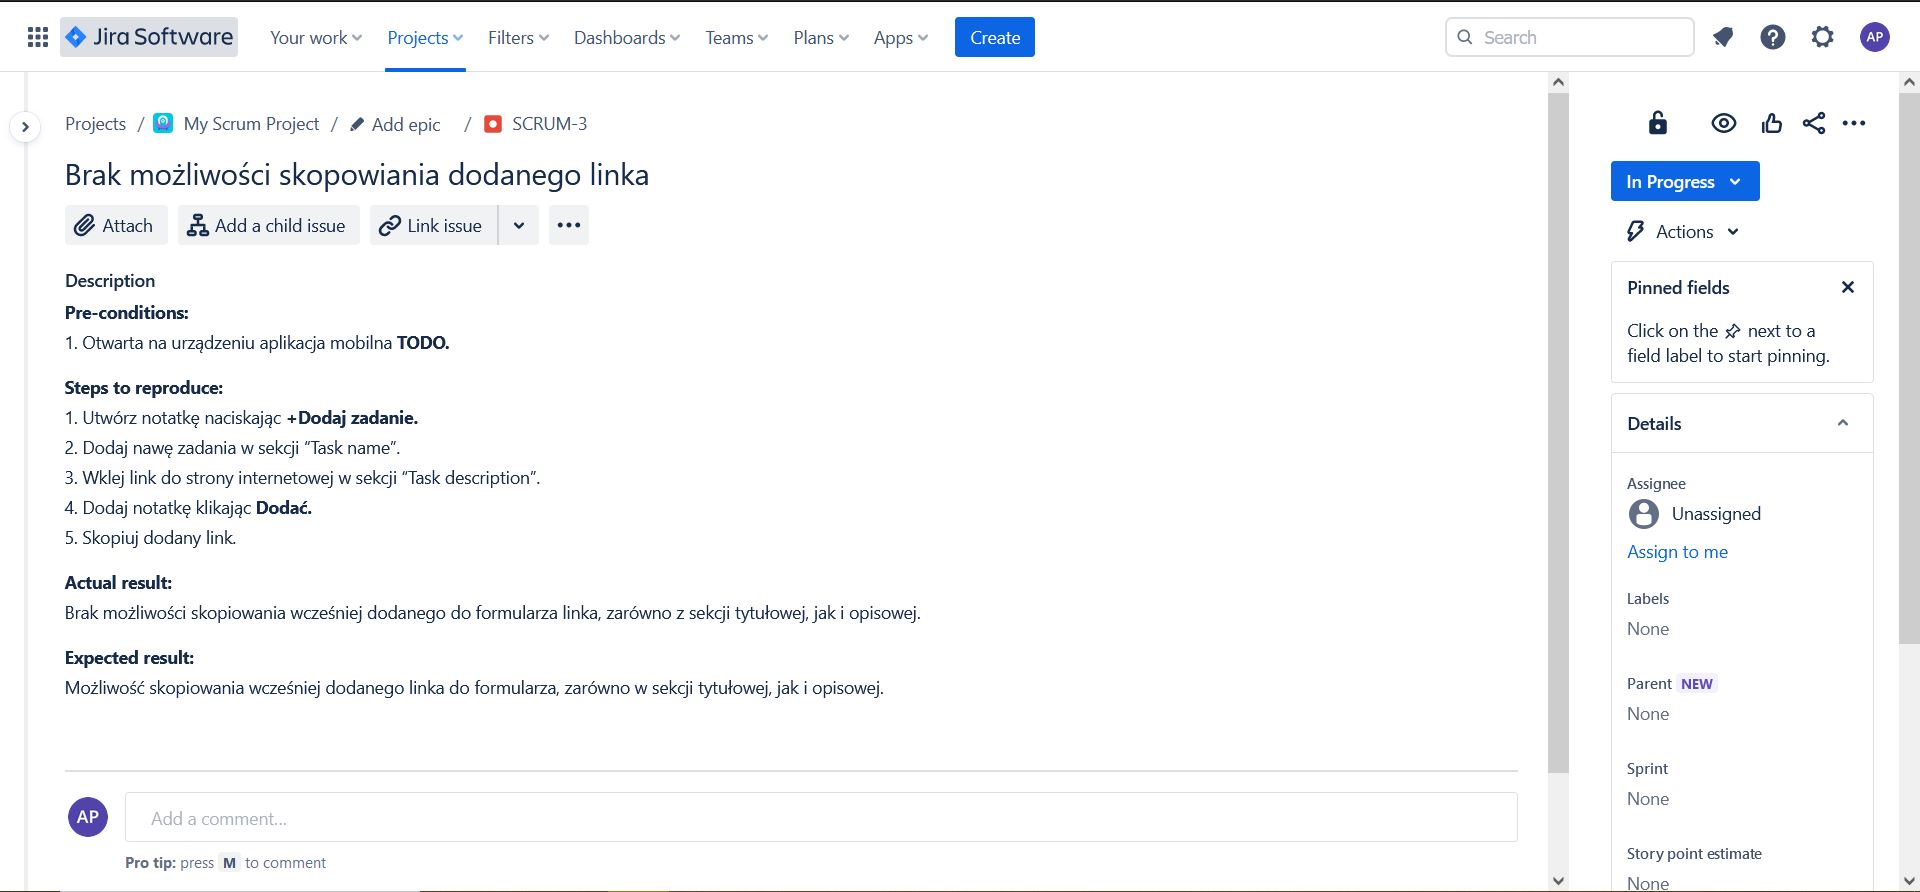 Jira Software Your work Projects Filters Dashboards Teams Plans Apps Create Search AP
Projects / My Scrum Project / Add epic / SCRUM-3
Brak możliwości skopowiania dodanego linka
Attach Add a child issue Link issue
Description
Pre-conditions:
1. Otwarta na urządzeniu aplikacja mobilna TODO.
Steps to reproduce:
1. Utwórz notatkę naciskając +Dodaj zadanie.
2. Dodaj nawę zadania w sekcji “Task name”.
3. Wklej link do strony internetowej w sekcji “Task description”.
4. Dodaj notatkę klikając Dodać.
5. Skopiuj dodany link.
Actual result:
Brak możliwości skopiowania wcześniej dodanego do formularza linka, zarówno z sekcji tytułowej, jak i opisowej.
Expected result:
Możliwość skopiowania wcześniej dodanego linka do formularza, zarówno w sekcji tytułowej, jak i opisowej.
AP Add a comment...
Pro tip: press M to comment
In Progress
Actions
Pinned fields
Click on the next to a
field label to start pinning.
Details
Assignee
Unassigned
Assign to me
Labels
None
Parent NEW
None
Sprint
None
Story point estimate
None